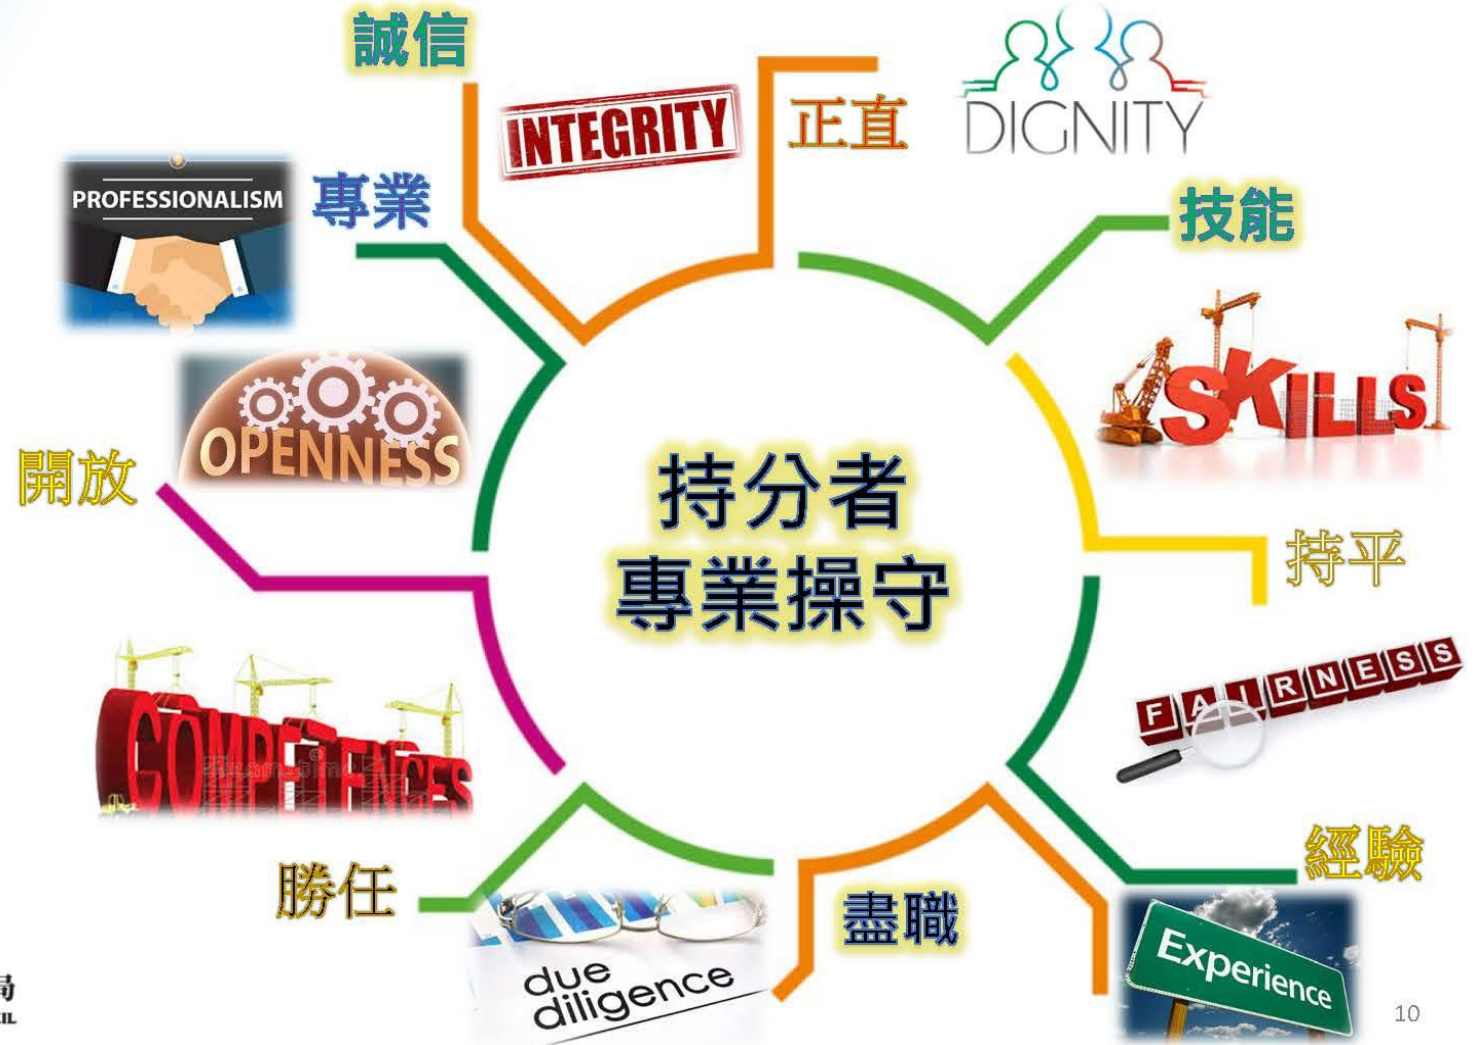 誠信
INTEGRITY
正直
DIGNITY
PROFESSIONALISM
專業
技能
SKILLS
OPENNESS
開放
持分者
專業操守
持平
FAIRNESS
COMPETENCES
經驗
勝任
盡職
due
diligence
Experience
局
10